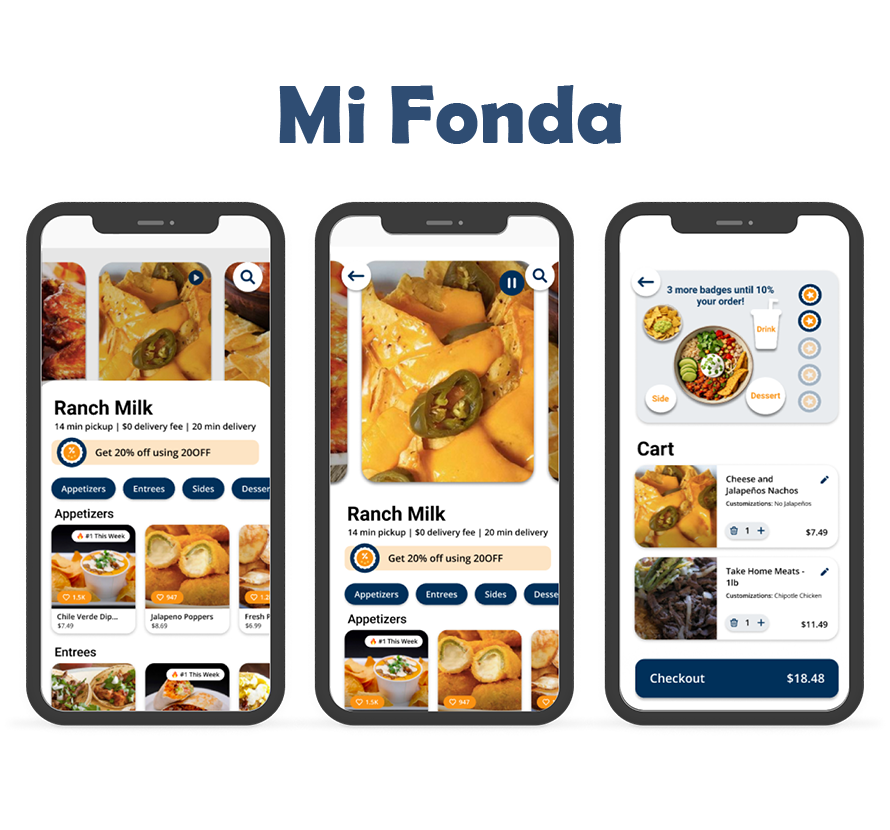 Mi Fonda
Ranch Milk
14 min pickup | $0 delivery fee | 20 min delivery
Get 20% off using 20OFF
Appetizers Entrees Sides Desser
Appetizers
#1 This Week
1.5K 947 1.2
Chile Verde Dip... Jalapeno Poppers Fresh F
$7.49 $8.69 $6.99
Entrees
#1 This Week
Ranch Milk
14 min pickup | $0 delivery fee | 20 min delivery
Get 20% off using 20OFF
Appetizers Entrees Sides Desse
Appetizers
#1 This Week
1.5K 947
3 more badges until 10%
your order!
Drink
Side
Dessert
Cart
Cheese and
Jalapeños Nachos
Customizations: No Jalapeños
1
$7.49
Take Home Meats -
1lb
Customizations: Chipotle Chicken
1
$11.49
Checkout $18.48